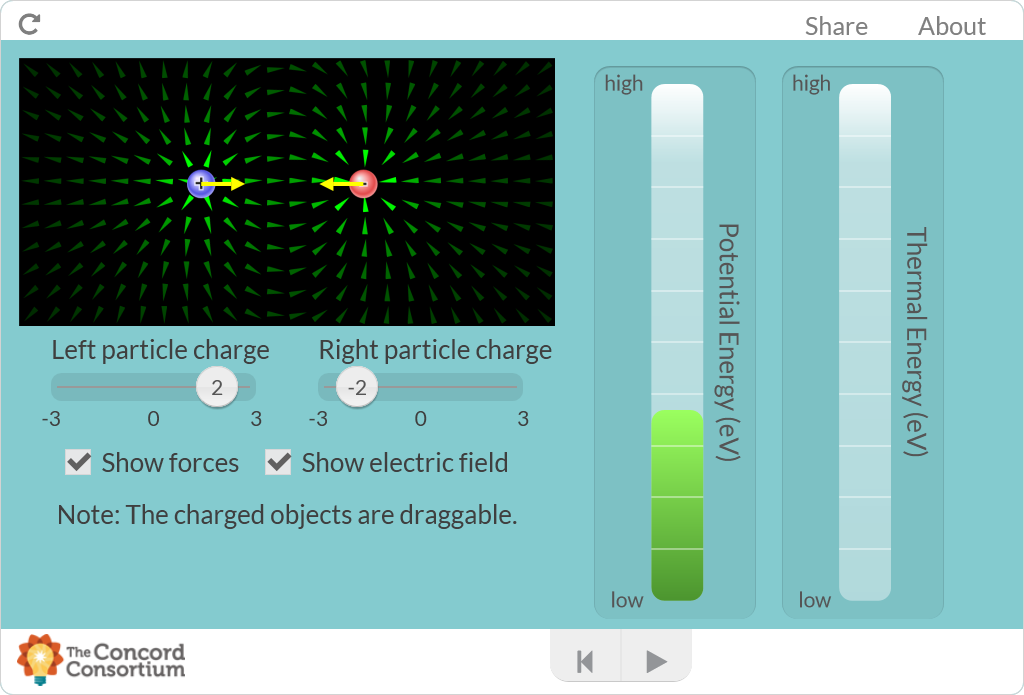 Share About
high
high
+
-
Potential Energy (eV)
Thermal Energy (eV)
Left particle charge
Right particle charge
2
-2
-3 0 3
-3 0 3
Show forces
Show electric field
Note: The charged objects are draggable.
low
low
The Concord
Consortium